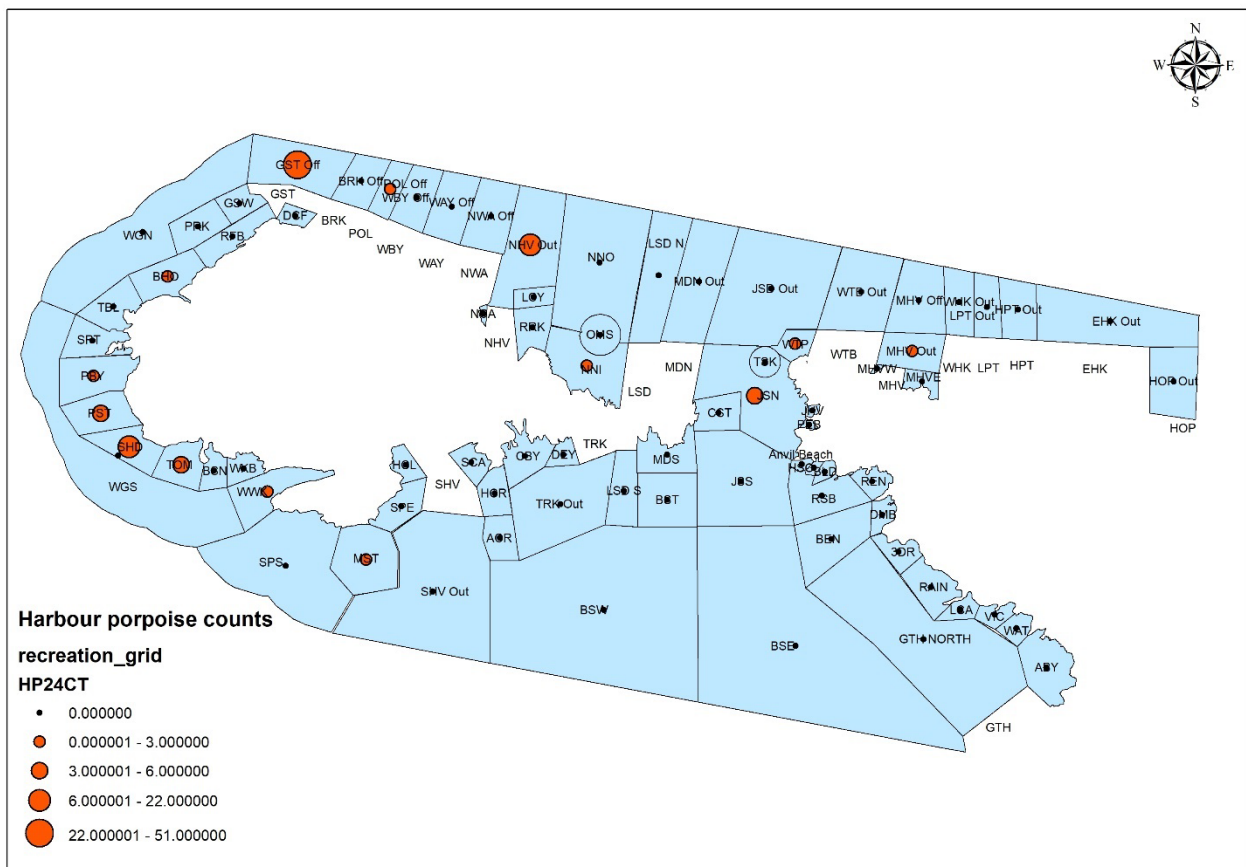 N
W E
S
GST Off
BRK Off
POL Off
WBY Off
WAY Off
NWA Off
GST
GSW
DCF
BRK
POL
WBY
WAY
NWA
NHV Out
NNO
LSD N
MDN Out
JSD Out
WTB Out
MHV Off
WHK Out
LPT Out
HPT Out
EHK Out
WGN
PRK
RFB
BHO
TBL
SRT
PBY
PST
SHD
WGS
TOM
BCN
WKB
WWK
LOY
RRK
NHV
OMS
NNI
LSD
MDN
WTP
TSK
WTB
MHV Out
MHVW
MHV
MHVE
WHK
LPT
HPT
EHK
HOP Out
HOP
JSN
CST
Anvil Beach
HOL
SPE
SHV
SCA
HOR
AOR
OBY
DEY
TRK
TRK Out
LSD S
MDS
BST
JSS
RSB
REN
DMB
BEN
3DR
RAIN
LCA
VIC
WAT
ABY
GTH NORTH
GTH
SPS
MST
SHV Out
BSW
BSE
Harbour porpoise counts
recreation_grid
HP24CT
0.000000
0.000001 - 3.000000
3.000001 - 6.000000
6.000001 - 22.000000
22.000001 - 51.000000